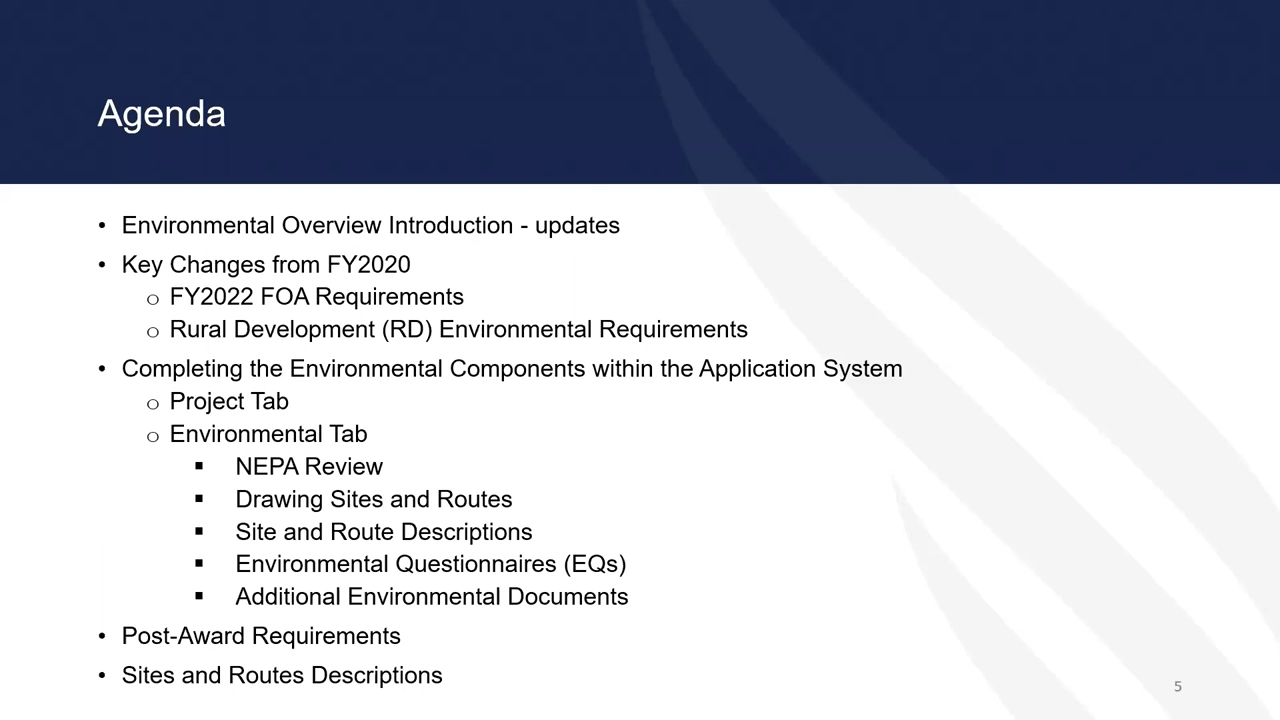 Agenda
• Environmental Overview Introduction - updates
• Key Changes from FY2020
o FY2022 FOA Requirements
o Rural Development (RD) Environmental Requirements
• Completing the Environmental Components within the Application System
o Project Tab
o Environmental Tab
▪ NEPA Review
▪ Drawing Sites and Routes
▪ Site and Route Descriptions
▪ Environmental Questionnaires (EQs)
▪ Additional Environmental Documents
• Post-Award Requirements
• Sites and Routes Descriptions
5